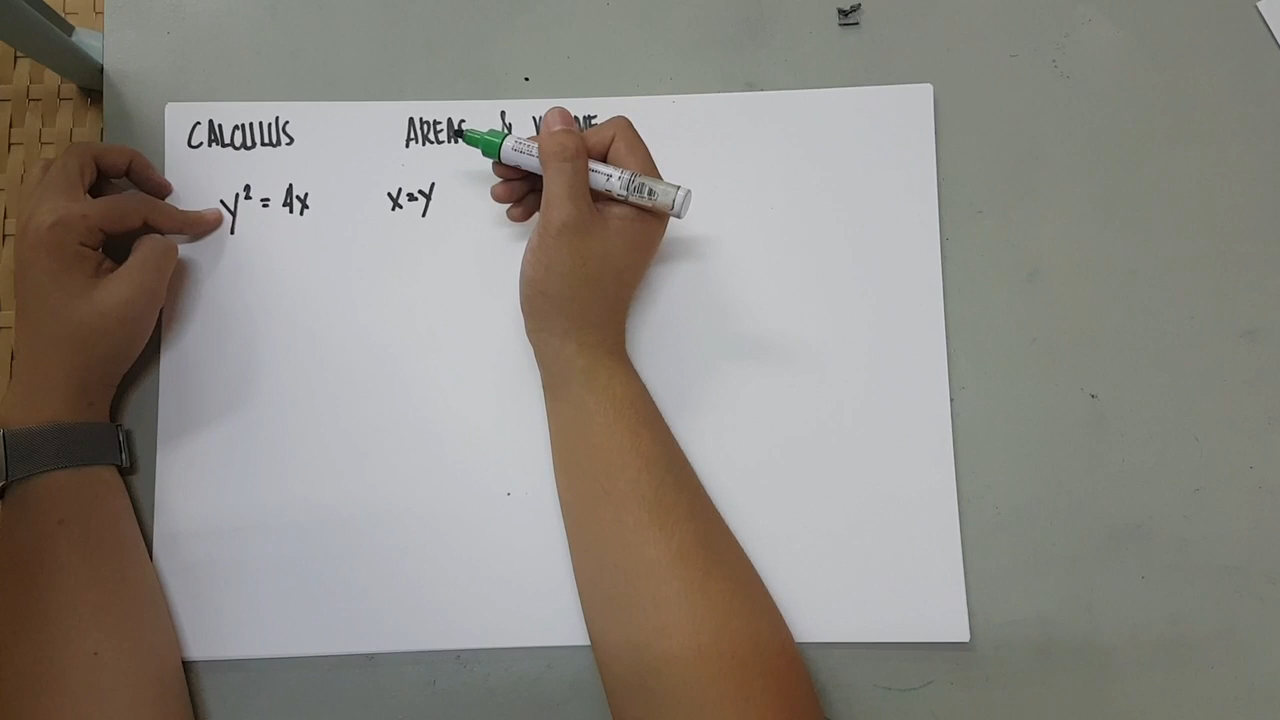 CALCULUS AREAS &
y² = 4x x=y